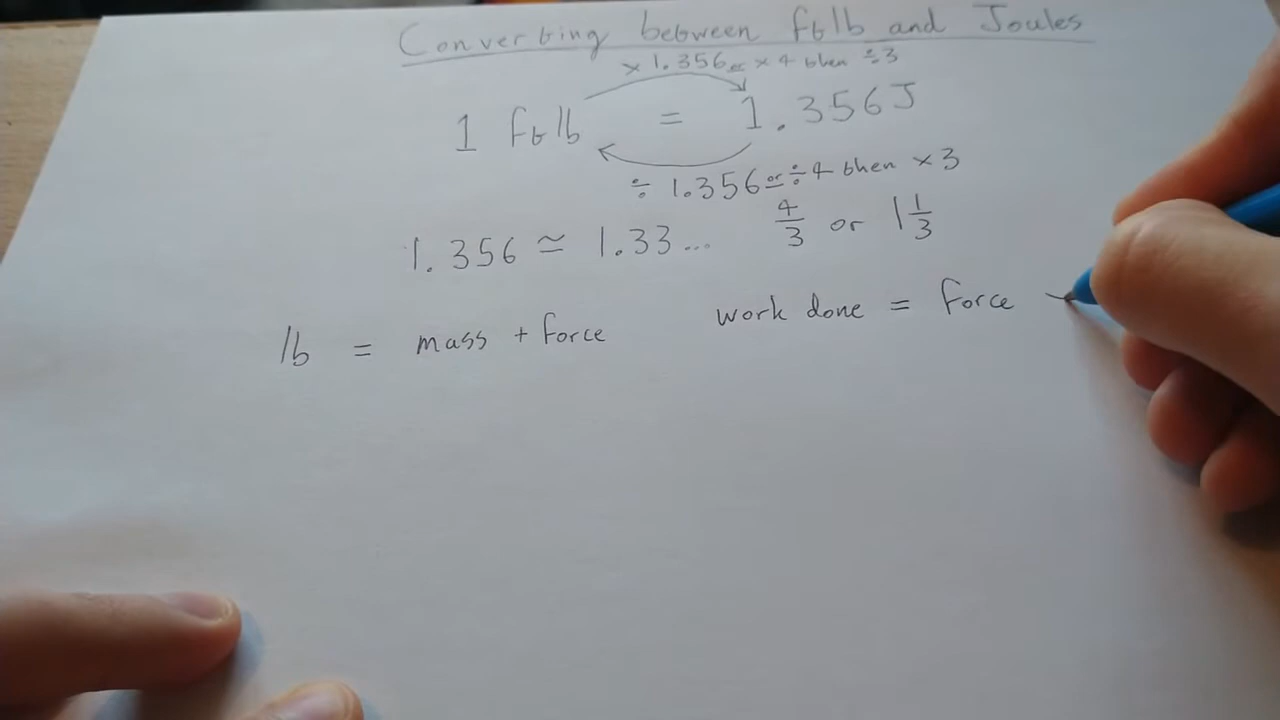 Converting between ftlb and Joules
× 1.356 or × 4 then ÷3
1 ftlb = 1.356J
÷ 1.356 or ÷4 then ×3
1.356 ≃ 1.33... 4/3 or 1 1/3
lb = mass + force work done = force